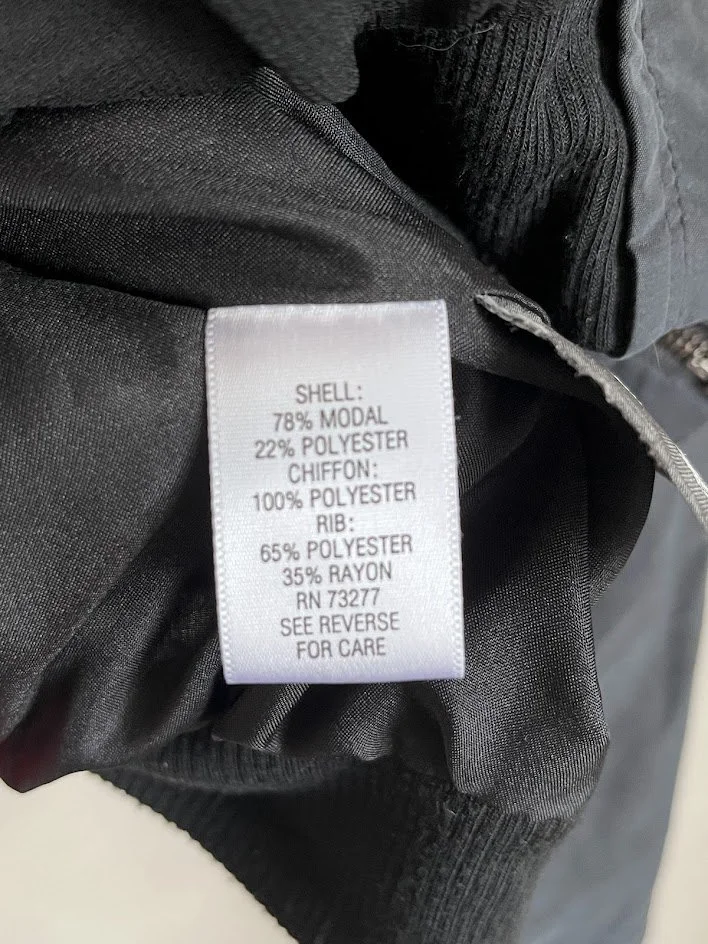 SHELL:
78% MODAL
22% POLYESTER
CHIFFON:
100% POLYESTER
RIB:
65% POLYESTER
35% RAYON
RN 73277
SEE REVERSE
FOR CARE